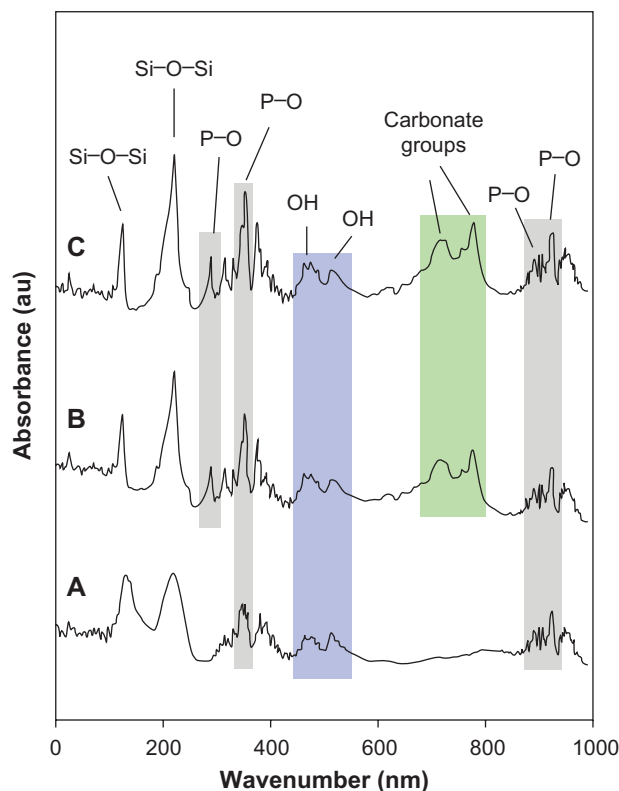 Si–O–Si
P–O
P–O
Si–O–Si
Carbonate
groups
P–O
P–O
OH
OH
C
B
A
Absorbance (au)
0
200
400
600
800
1000
Wavenumber (nm)